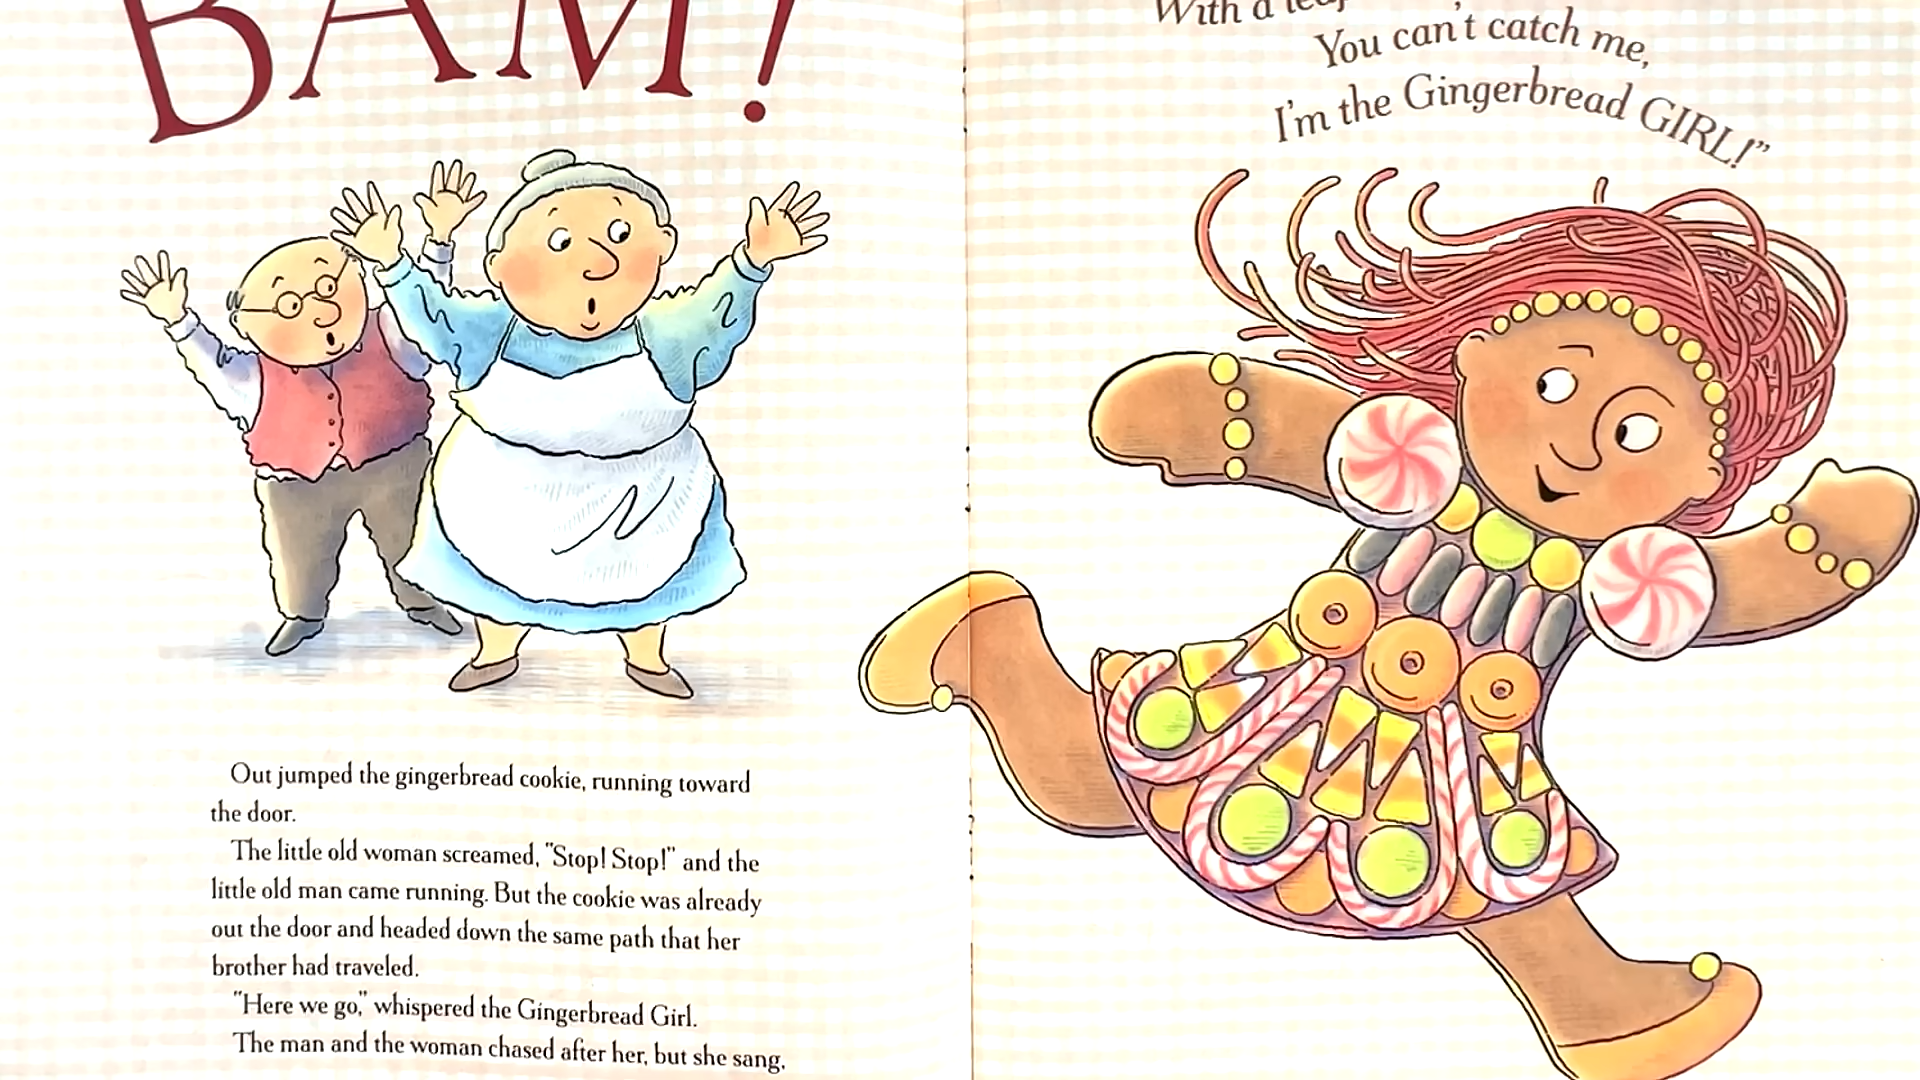 BAM!
Out jumped the gingerbread cookie, running toward
the door.
The little old woman screamed, "Stop! Stop!" and the
little old man came running. But the cookie was already
out the door and headed down the same path that her
brother had traveled.
"Here we go," whispered the Gingerbread Girl.
The man and the woman chased after her, but she sang,
With a leap
You can't catch me,
I'm the Gingerbread GIRL!"